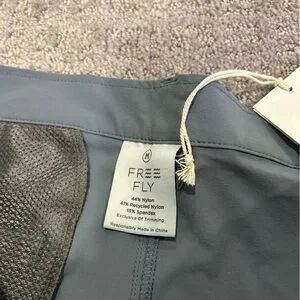 M
FREE
FLY
44% Nylon
41% Recycled Nylon
15% Spandex
Exclusive Of Trimming
Responsibly Made In China